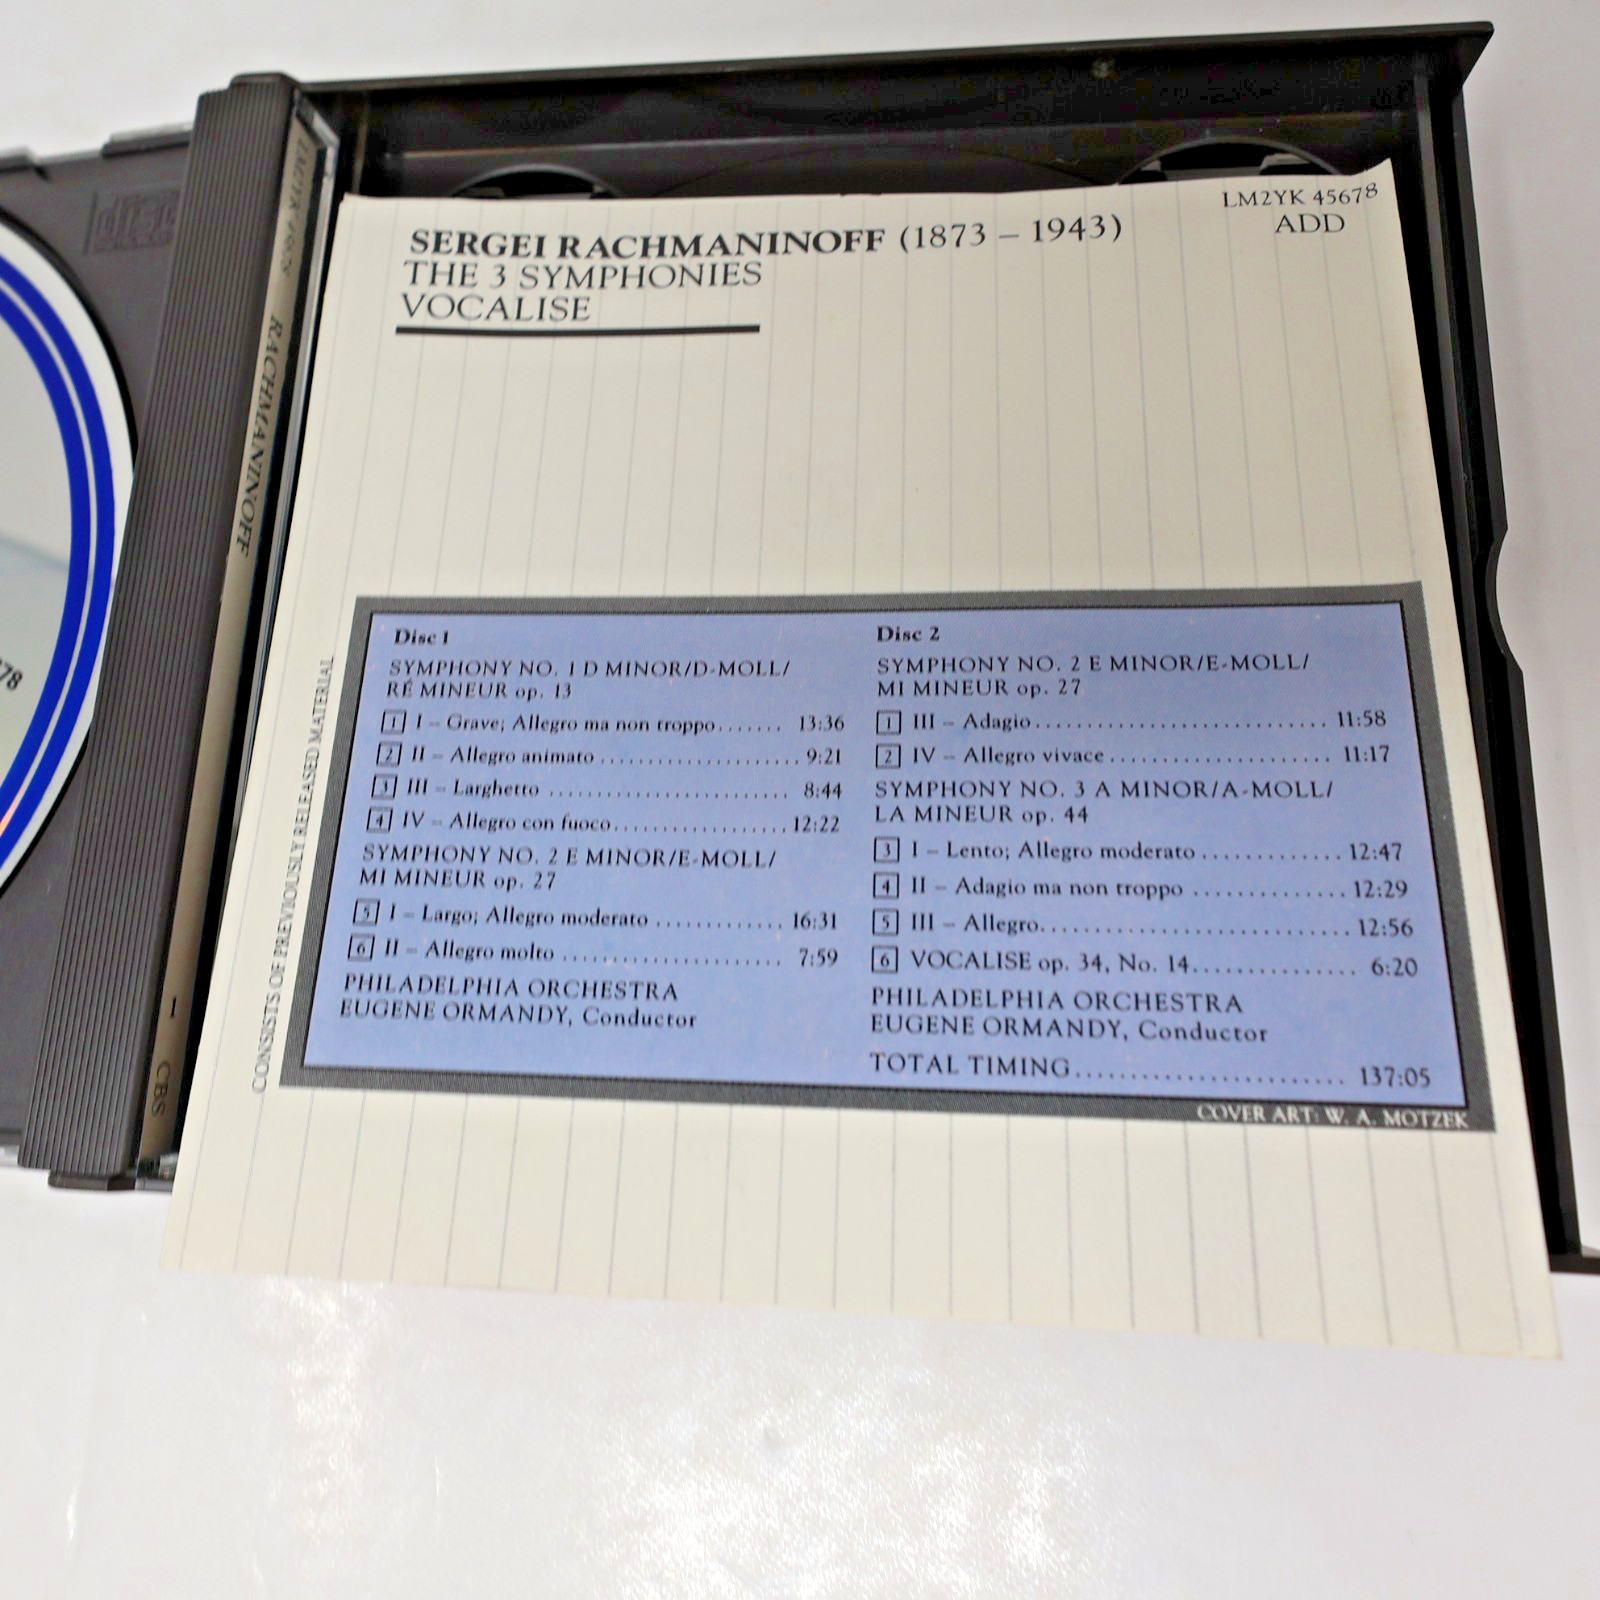 LM2YK 45678
ADD
SERGEI RACHMANINOFF (1873 – 1943)
THE 3 SYMPHONIES
VOCALISE
Disc 1
SYMPHONY NO. 1 D MINOR/D-MOLL/
RÉ MINEUR op. 13
1 I – Grave; Allegro ma non troppo....... 13:36
2 II – Allegro animato ...................... 9:21
3 III – Larghetto .......................... 8:44
4 IV – Allegro con fuoco.................. 12:22
SYMPHONY NO. 2 E MINOR/E-MOLL/
MI MINEUR op. 27
5 I – Largo; Allegro moderato ............. 16:31
6 II – Allegro molto ...................... 7:59
PHILADELPHIA ORCHESTRA
EUGENE ORMANDY, Conductor
Disc 2
SYMPHONY NO. 2 E MINOR/E-MOLL/
MI MINEUR op. 27
1 III – Adagio............................ 11:58
2 IV – Allegro vivace ..................... 11:17
SYMPHONY NO. 3 A MINOR/A-MOLL/
LA MINEUR op. 44
3 I – Lento; Allegro moderato ............. 12:47
4 II – Adagio ma non troppo .............. 12:29
5 III – Allegro............................ 12:56
6 VOCALISE op. 34, No. 14............... 6:20
PHILADELPHIA ORCHESTRA
EUGENE ORMANDY, Conductor
TOTAL TIMING......................... 137:05
COVER ART: W. A. MOTZEK
CONSISTS OF PREVIOUSLY RELEASED MATERIAL
RACHMANINOFF
1
CBS
78